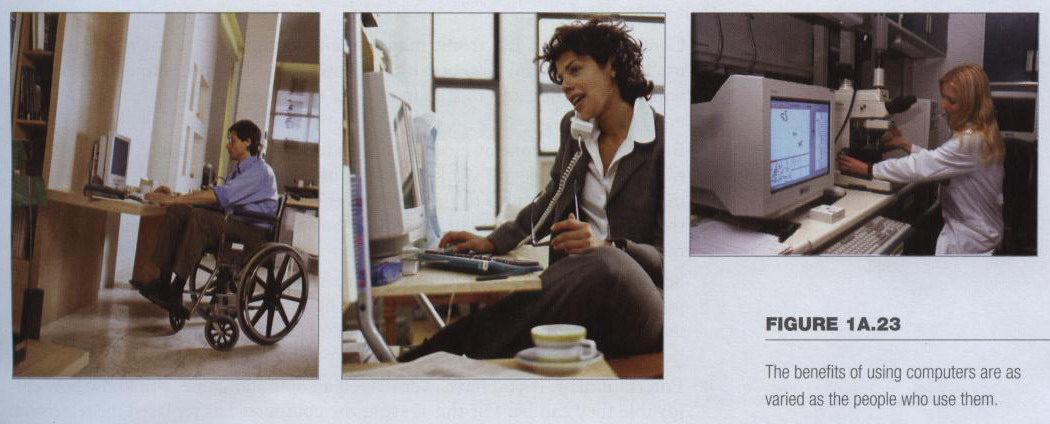 FIGURE 1A.23
The benefits of using computers are as
varied as the people who use them.